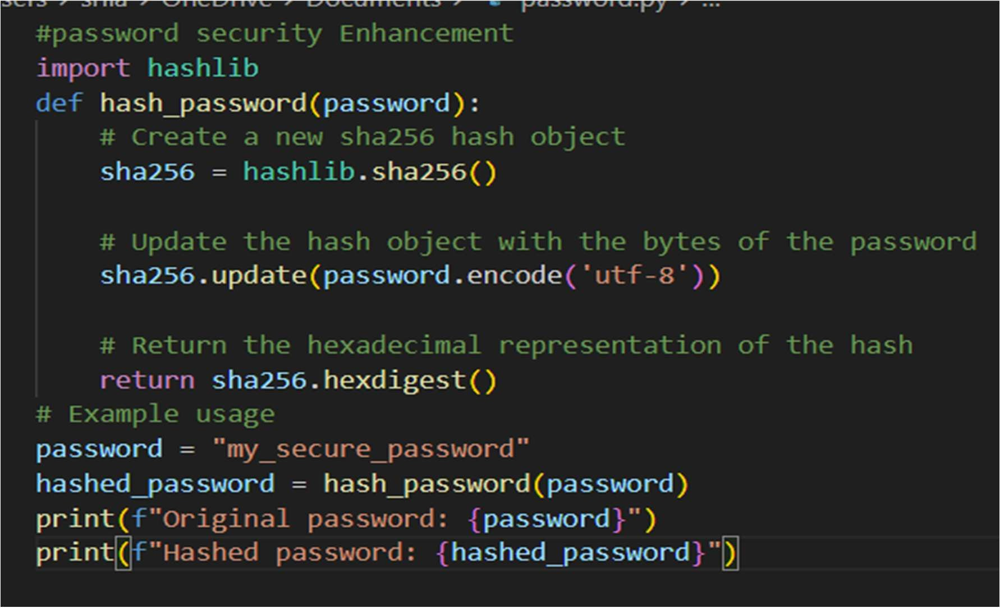 OneDrive > Documents > password.py > ...
#password security Enhancement
import hashlib
def hash_password(password):
    # Create a new sha256 hash object
    sha256 = hashlib.sha256()
    # Update the hash object with the bytes of the password
    sha256.update(password.encode('utf-8'))
    # Return the hexadecimal representation of the hash
    return sha256.hexdigest()
# Example usage
password = "my_secure_password"
hashed_password = hash_password(password)
print(f"Original password: {password}")
print(f"Hashed password: {hashed_password}")